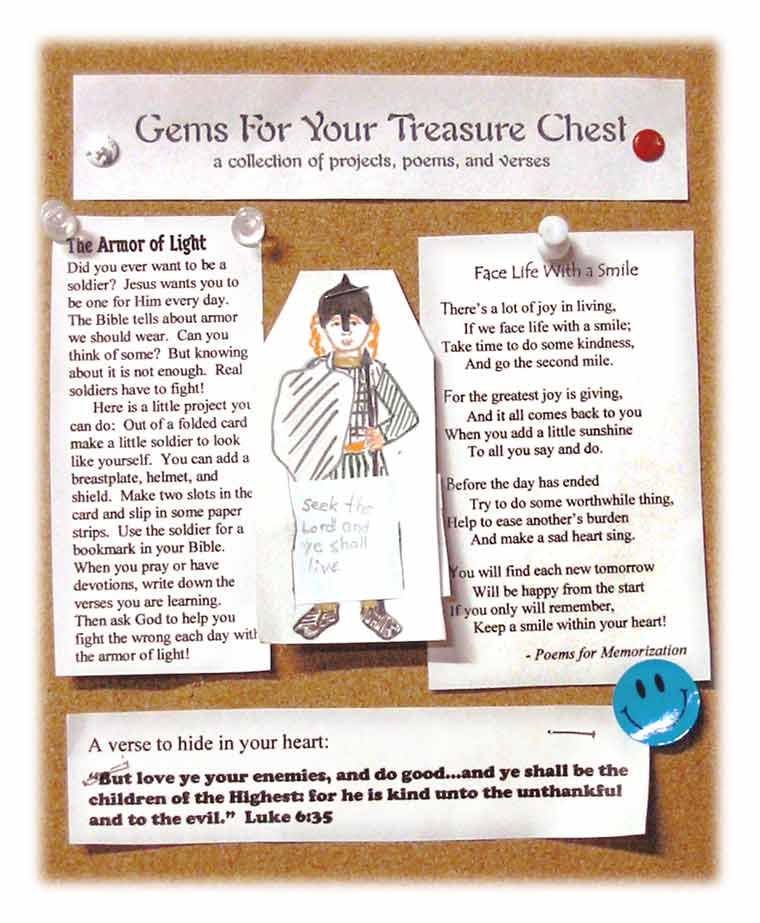 Gems For Your Treasure Chest
a collection of projects, poems, and verses
The Armor of Light
Did you ever want to be a
soldier? Jesus wants you to
be one for Him every day.
The Bible tells about armor
we should wear. Can you
think of some? But knowing
about it is not enough. Real
soldiers have to fight!
Here is a little project you
can do: Out of a folded card
make a little soldier to look
like yourself. You can add a
breastplate, helmet, and
shield. Make two slots in the
card and slip in some paper
strips. Use the soldier for a
bookmark in your Bible.
When you pray or have
devotions, write down the
verses you are learning.
Then ask God to help you
fight the wrong each day with
the armor of light!
Seek the
Lord and
ye shall
live
Face Life With a Smile
There's a lot of joy in living,
If we face life with a smile;
Take time to do some kindness,
And go the second mile.
For the greatest joy is giving,
And it all comes back to you
When you add a little sunshine
To all you say and do.
Before the day has ended
Try to do some worthwhile thing,
Help to ease another's burden
And make a sad heart sing.
You will find each new tomorrow
Will be happy from the start
If you only will remember,
Keep a smile within your heart!
- Poems for Memorization
A verse to hide in your heart:
"But love ye your enemies, and do good...and ye shall be the
children of the Highest: for he is kind unto the unthankful
and to the evil." Luke 6:35